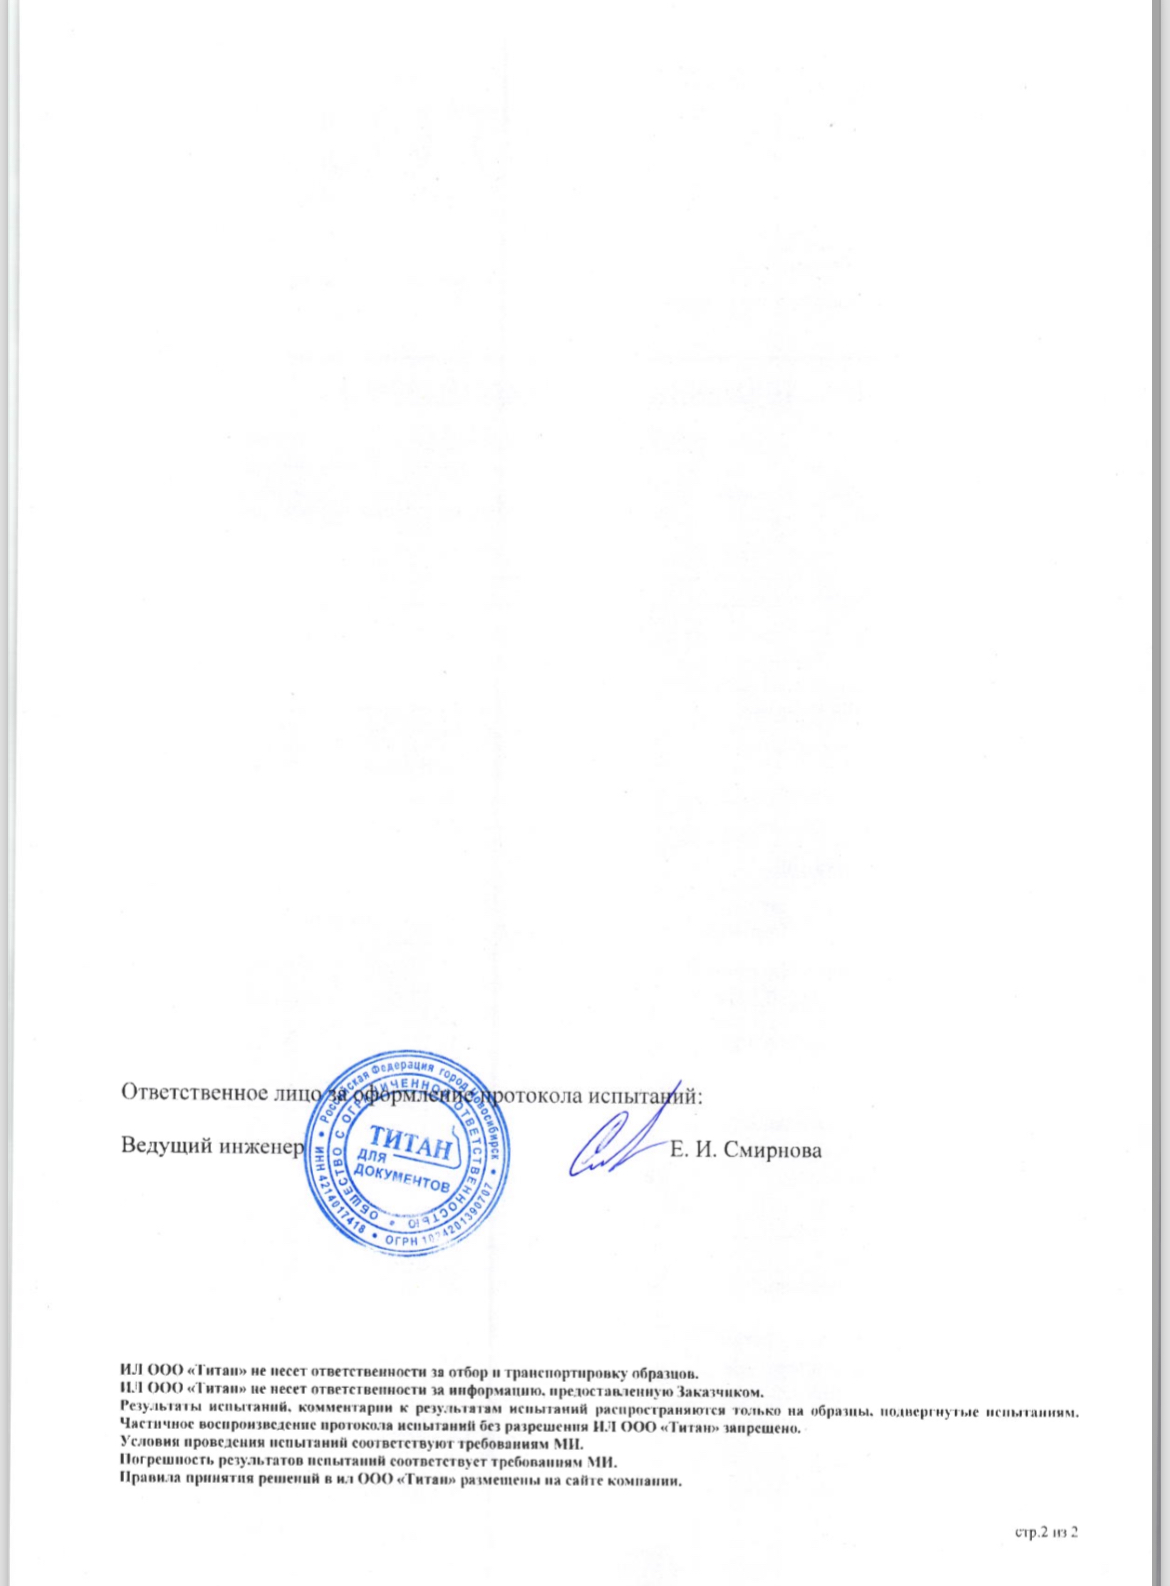 Ответственное лицо за оформление протокола испытаний:
Ведущий инженер
Е. И. Смирнова
Российская Федерация город Новосибирск • ИНН 4214017418 • ОГРН 1024201390707 •
ОБЩЕСТВО С ОГРАНИЧЕННОЙ ОТВЕТСТВЕННОСТЬЮ •
ТИТАН
ДЛЯ
ДОКУМЕНТОВ
ИЛ ООО «Титан» не несет ответственности за отбор и транспортировку образцов.
ИЛ ООО «Титан» не несет ответственности за информацию, предоставленную Заказчиком.
Результаты испытаний, комментарии к результатам испытаний распространяются только на образцы, подвергнутые испытаниям.
Частичное воспроизведение протокола испытаний без разрешения ИЛ ООО «Титан» запрещено.
Условия проведения испытаний соответствуют требованиям МИ.
Погрешность результатов испытаний соответствует требованиям МИ.
Правила принятия решений в ил ООО «Титан» размещены на сайте компании.
стр.2 из 2